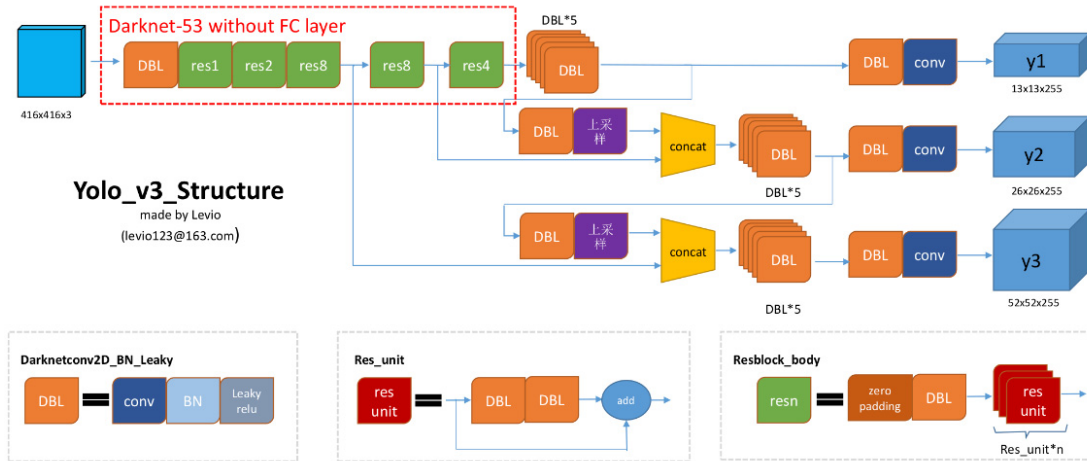 Darknet-53 without FC layer
DBL
res1
res2
res8
res8
res4
DBL*5
DBL
DBL
conv
y1
13x13x255
416x416x3
DBL
上采
样
concat
DBL
DBL*5
DBL
conv
y2
26x26x255
Yolo_v3_Structure
made by Levio
(levio123@163.com)
DBL
上采
样
concat
DBL
DBL*5
DBL
conv
y3
52x52x255
Darknetconv2D_BN_Leaky
DBL
conv
BN
Leaky
relu
Res_unit
res
unit
DBL
DBL
add
Resblock_body
resn
zero
padding
DBL
res
unit
Res_unit*n